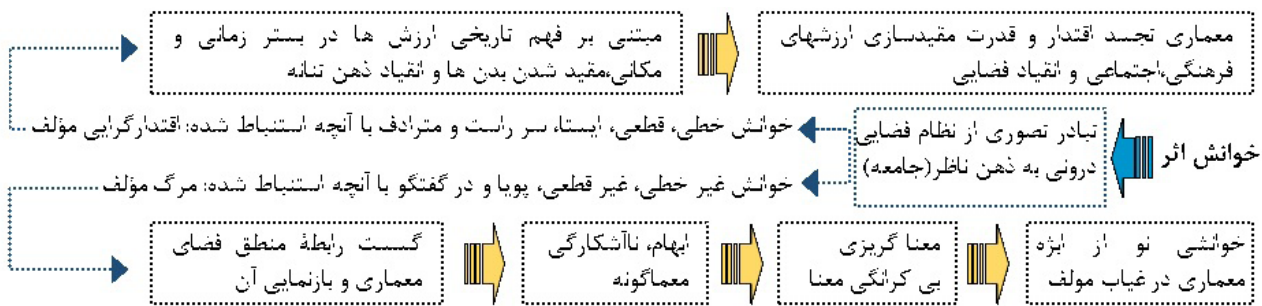 مبتنی بر فهم تاریخی ارزش ها در بستر زمانی و
مکانی،مقید شدن بدن ها و انقیاد ذهن تنانه
معماری تجسد اقتدار و قدرت مقیدسازی ارزشهای
فرهنگی،اجتماعی و انقیاد فضایی
خوانش اثر
تبادر تصوری از نظام فضایی
درونی به ذهن ناظر(جامعه)
خوانش خطی، قطعی، ایستا، سر راست و مترادف با آنچه استنباط شده: اقتدارگرایی مؤلف
خوانش غیر خطی، غیر قطعی، پویا و در گفتگو با آنچه استنباط شده: مرگ مؤلف
گسست رابطهٔ منطق فضای
معماری و بازنمایی آن
ابهام، ناآشکارگی
معماگونه
معنا گریزی
بی کرانگی معنا
خوانشی نو از ابژه
معماری در غیاب مولف